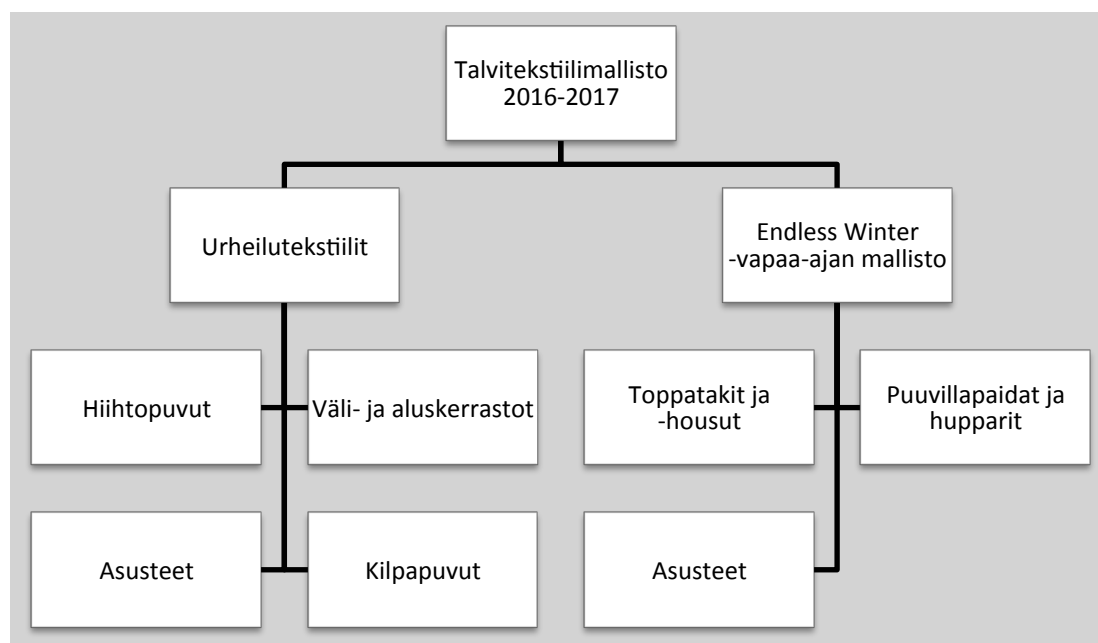 Talvitekstiilimallisto
2016-2017
Urheilutekstiilit
Endless Winter
-vapaa-ajan mallisto
Hiihtopuvut
Väli- ja aluskerrastot
Toppatakit ja
-housut
Puuvillapaidat ja
hupparit
Asusteet
Kilpapuvut
Asusteet